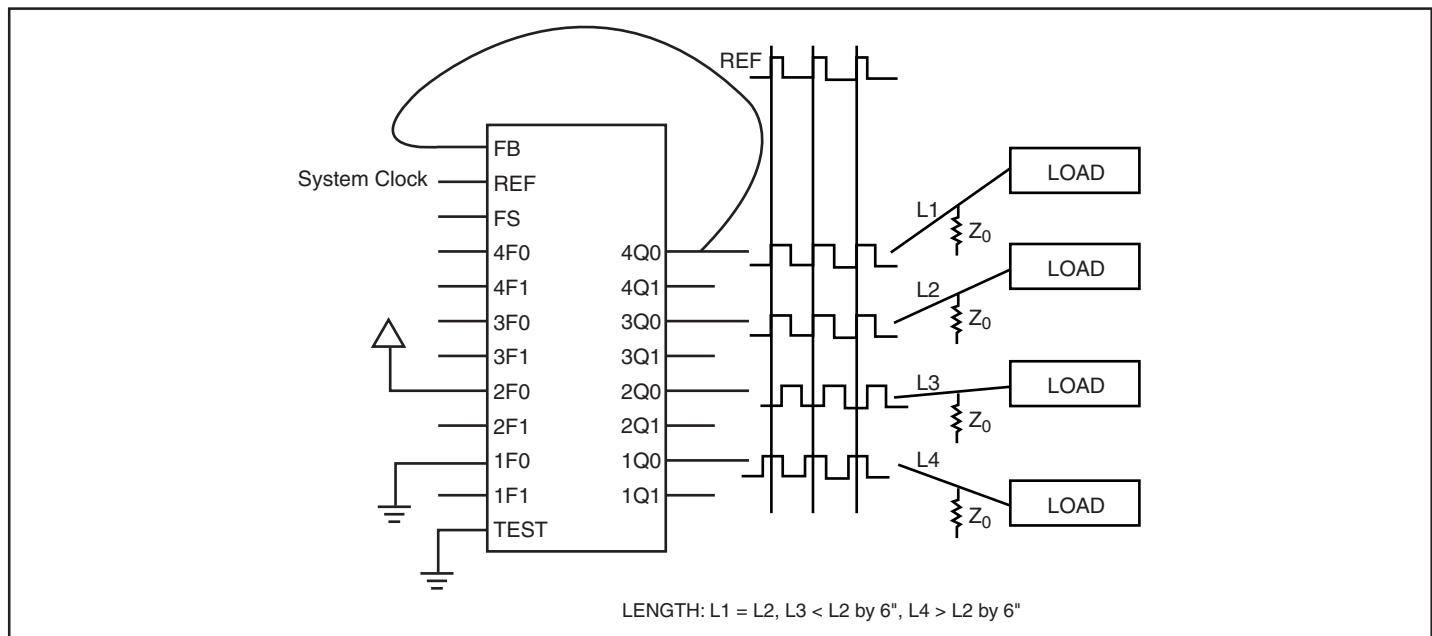 REF
FB
System Clock
REF
FS
4F0
4F1
3F0
3F1
2F0
2F1
1F0
1F1
TEST
4Q0
4Q1
3Q0
3Q1
2Q0
2Q1
1Q0
1Q1
L1
Z0
LOAD
L2
Z0
LOAD
L3
Z0
LOAD
L4
Z0
LOAD
LENGTH: L1 = L2, L3 < L2 by 6", L4 > L2 by 6"